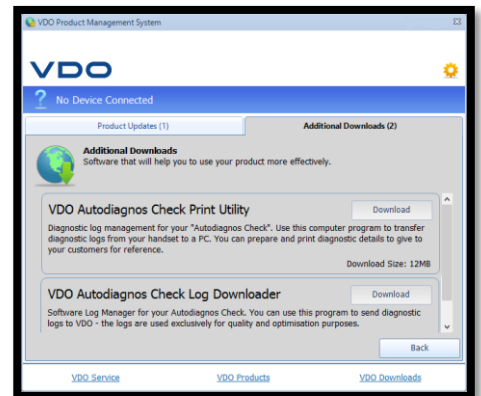 VDO Product Management System
VDO
? No Device Connected
Product Updates (1)
Additional Downloads (2)
Additional Downloads
Software that will help you to use your product more effectively.
VDO Autodiagnos Check Print Utility
Download
Diagnostic log management for your "Autodiagnos Check". Use this computer program to transfer
diagnostic logs from your handset to a PC. You can prepare and print diagnostic details to give to
your customers for reference.
Download Size: 12MB
VDO Autodiagnos Check Log Downloader
Download
Software Log Manager for your Autodiagnos Check. You can use this program to send diagnostic
logs to VDO - the logs are used exclusively for quality and optimisation purposes.
Back
VDO Service
VDO Products
VDO Downloads